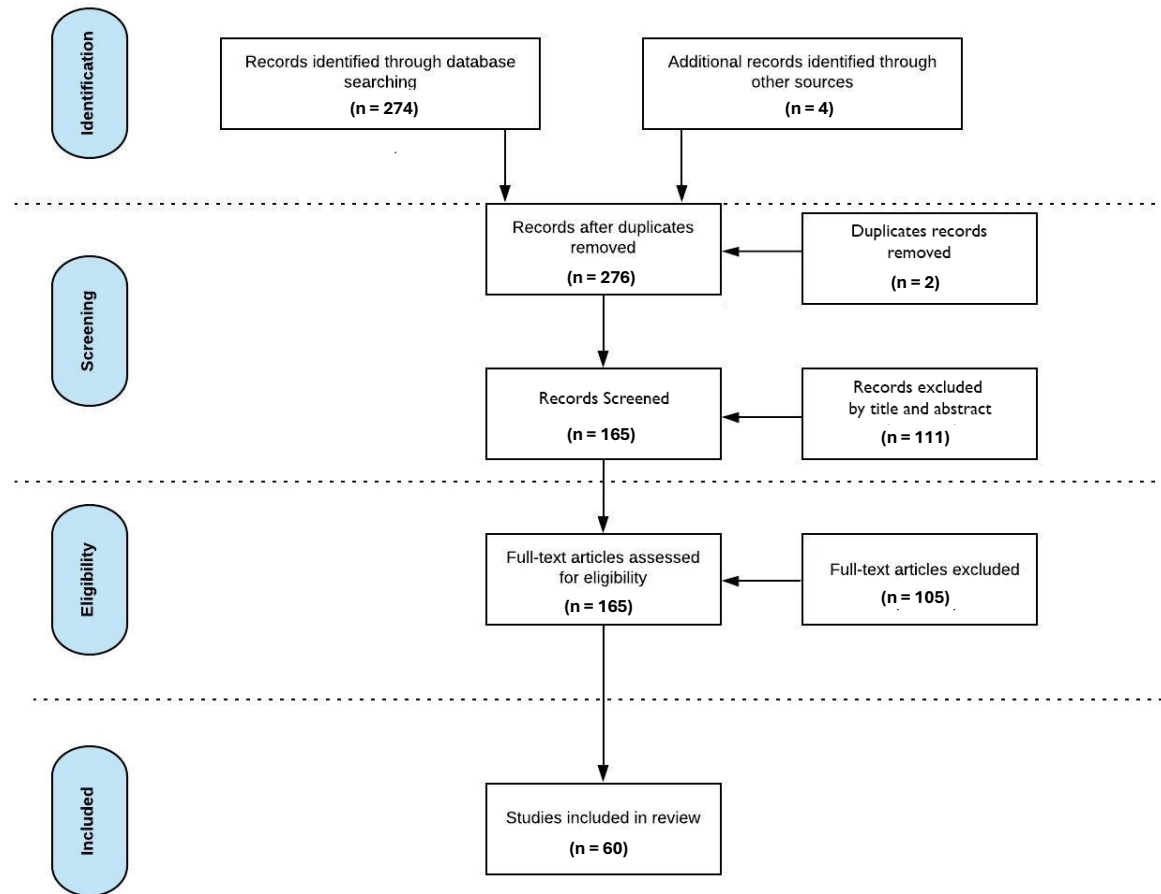 Identification
Records identified through database
searching
(n = 274)
Additional records identified through
other sources
(n = 4)
Screening
Records after duplicates
removed
(n = 276)
Duplicates records
removed
(n = 2)
Records Screened
(n = 165)
Records excluded
by title and abstract
(n = 111)
Eligibility
Full-text articles assessed
for eligibility
(n = 165)
Full-text articles excluded
(n = 105)
Included
Studies included in review
(n = 60)